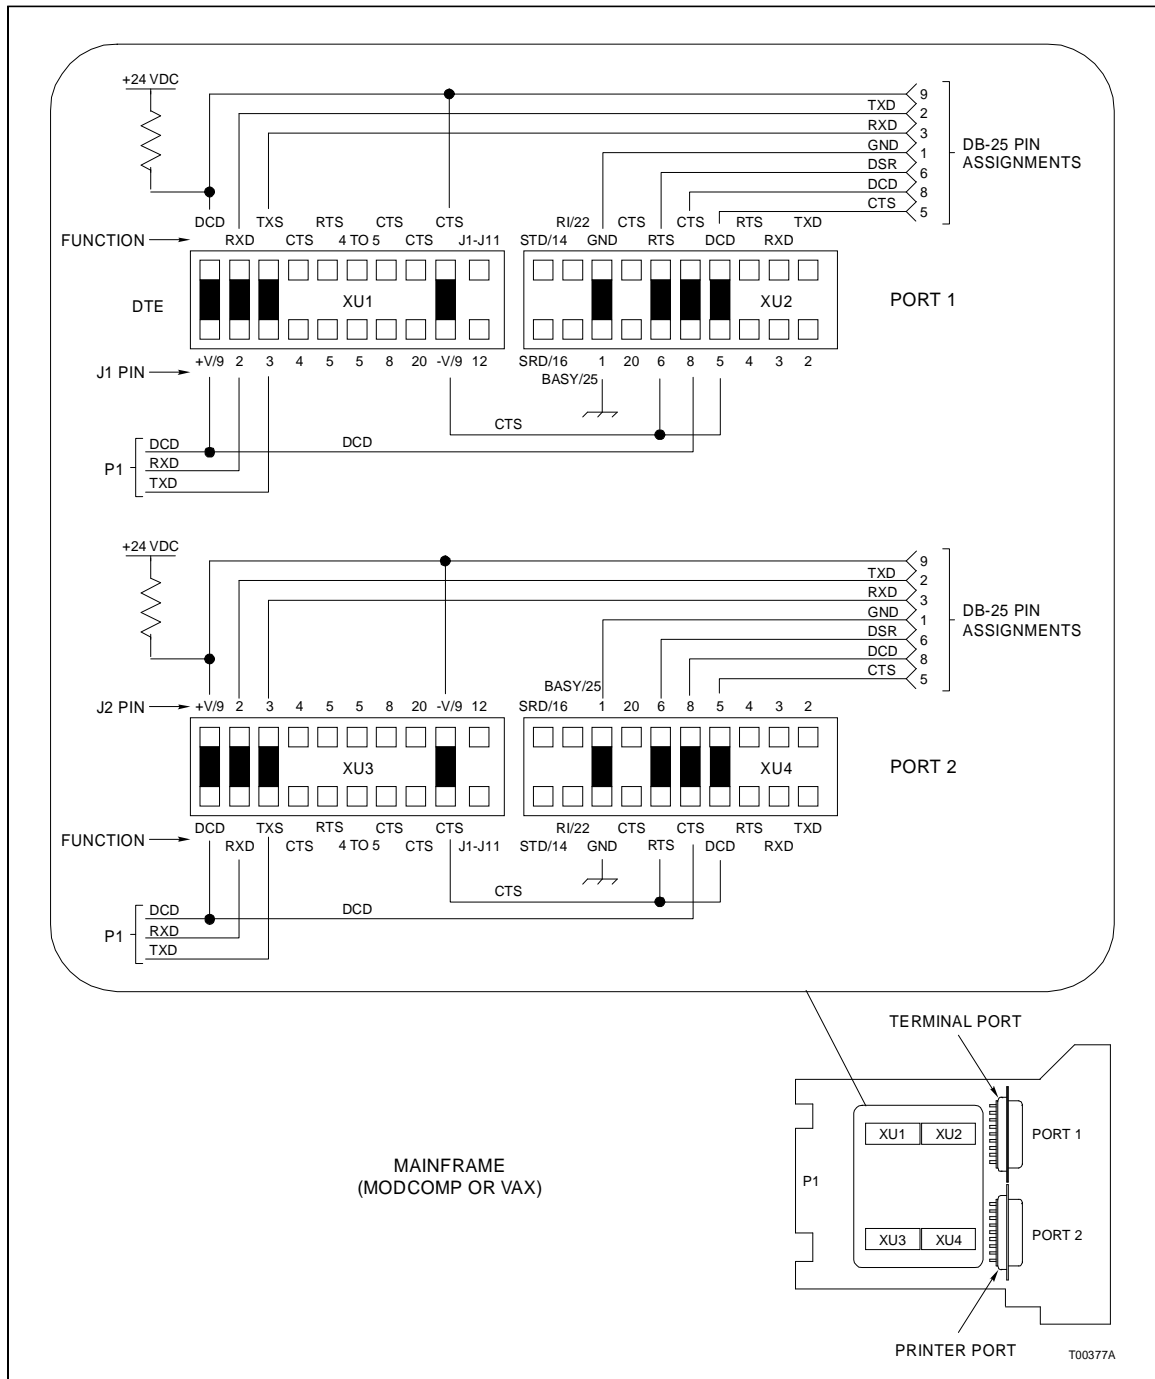 +24 VDC
9
TXD 2
RXD 3
GND 1
DSR 6
DCD 8
CTS 5
DB-25 PIN
ASSIGNMENTS
DCD TXS RTS CTS CTS RI/22 CTS CTS RTS TXD
FUNCTION RXD CTS 4 TO 5 CTS J1-J11 STD/14 GND RTS DCD RXD
DTE XU1 XU2 PORT 1
J1 PIN +V/9 2 3 4 5 5 8 20 -V/9 12 SRD/16 1 20 6 8 5 4 3 2
BASY/25
CTS
P1
DCD DCD
RXD
TXD
+24 VDC
9
TXD 2
RXD 3
GND 1
DSR 6
DCD 8
CTS 5
DB-25 PIN
ASSIGNMENTS
BASY/25
J2 PIN +V/9 2 3 4 5 5 8 20 -V/9 12 SRD/16 1 20 6 8 5 4 3 2
XU3 XU4 PORT 2
DCD TXS RTS CTS CTS RI/22 CTS CTS RTS TXD
FUNCTION RXD CTS 4 TO 5 CTS J1-J11 STD/14 GND RTS DCD RXD
CTS
P1
DCD DCD
RXD
TXD
TERMINAL PORT
XU1 XU2 PORT 1
MAINFRAME
(MODCOMP OR VAX)
P1
XU3 XU4 PORT 2
PRINTER PORT
T00377A